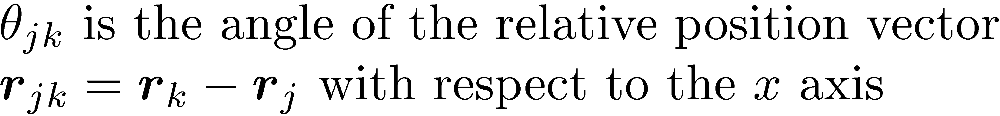 θ_{jk} is the angle of the relative position vector
𝒓_{jk} = 𝒓_k − 𝒓_j with respect to the x axis